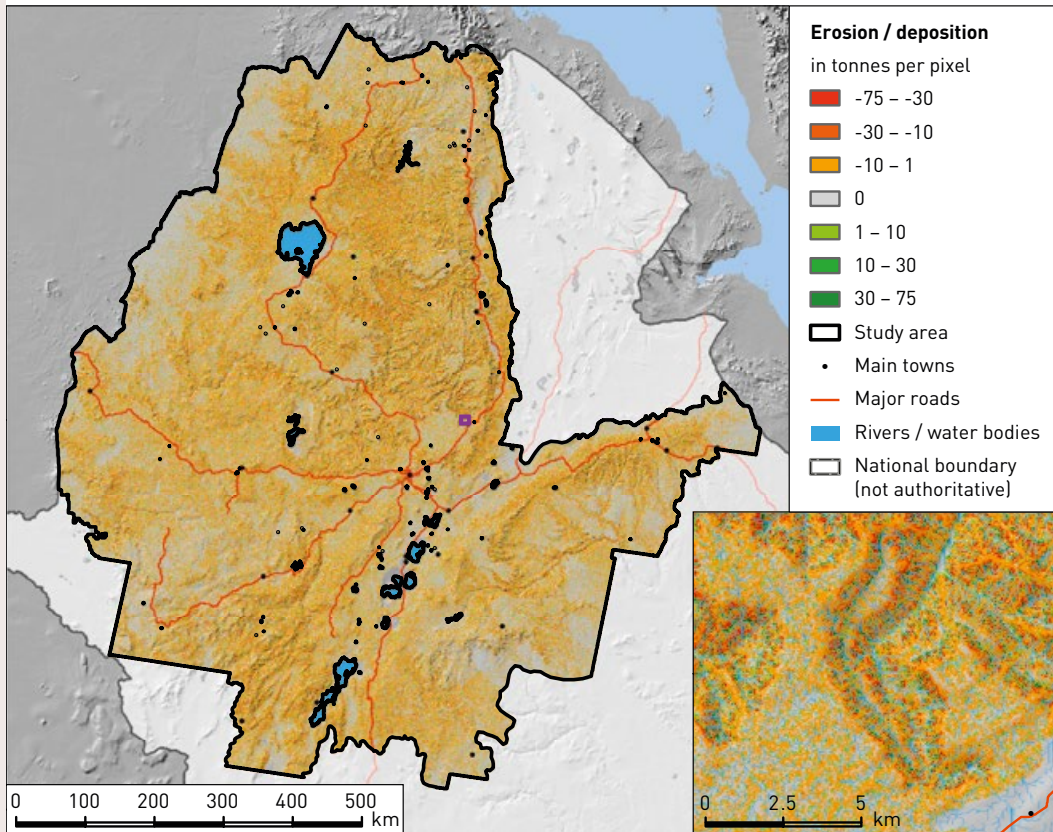 Erosion / deposition
in tonnes per pixel
-75 – -30
-30 – -10
-10 – 1
0
1 – 10
10 – 30
30 – 75
Study area
Main towns
Major roads
Rivers / water bodies
National boundary
(not authoritative)
0 100 200 300 400 500
km
0 2.5 5
km